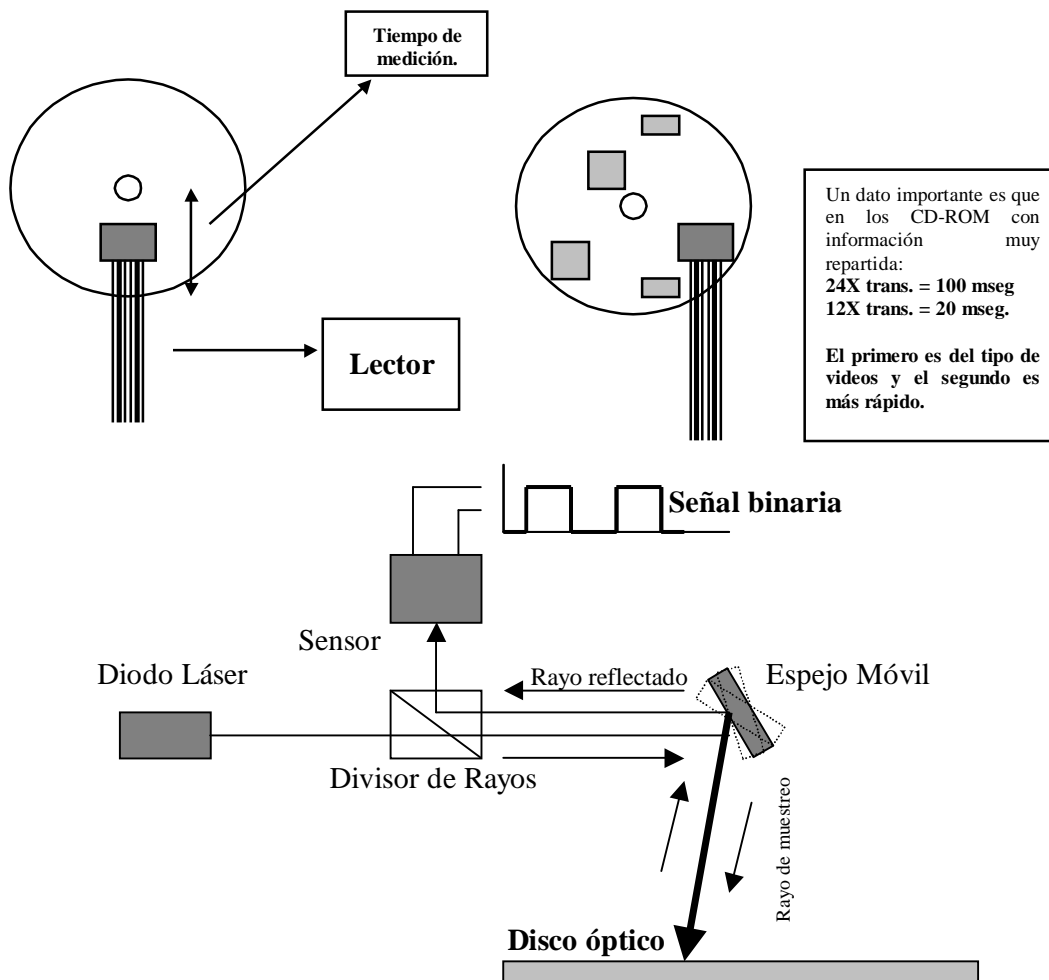 Tiempo de
medición.
Lector
Un dato importante es que
en los CD-ROM con
información muy
repartida:
24X trans. = 100 mseg
12X trans. = 20 mseg.
El primero es del tipo de
videos y el segundo es
más rápido.
Señal binaria
Sensor
Diodo Láser
Rayo reflectado
Espejo Móvil
Divisor de Rayos
Rayo de muestreo
Disco óptico